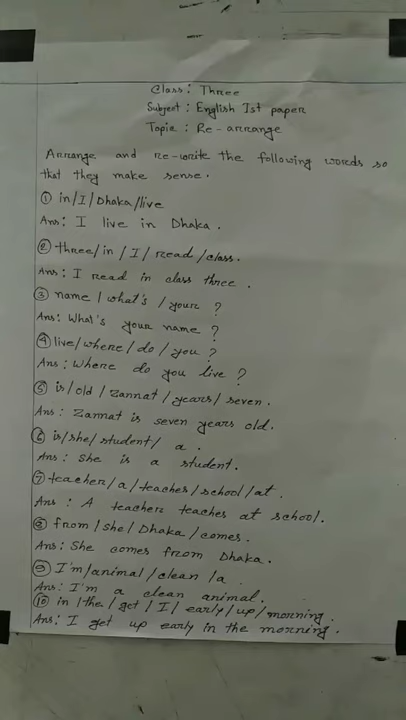 Class: Three
Subject: English Ist paper
Topic: Re-arrange
Arrange and re-write the following words so
that they make sense.
① in/I/Dhaka/live
Ans: I live in Dhaka.
② three/in/I/read/class.
Ans: I read in class three.
③ name/what's/your?
Ans: What's your name?
④ live/where/do/you?
Ans: Where do you live?
⑤ is/old/Zannat/years/seven.
Ans: Zannat is seven years old.
⑥ is/she/student/a.
Ans: She is a student.
⑦ teacher/a/teaches/school/at.
Ans: A teacher teaches at school.
⑧ from/she/Dhaka/comes.
Ans: She comes from Dhaka.
⑨ I'm/animal/clean/a
Ans: I'm a clean animal.
⑩ in/the/get/I/early/up/morning.
Ans: I get up early in the morning.